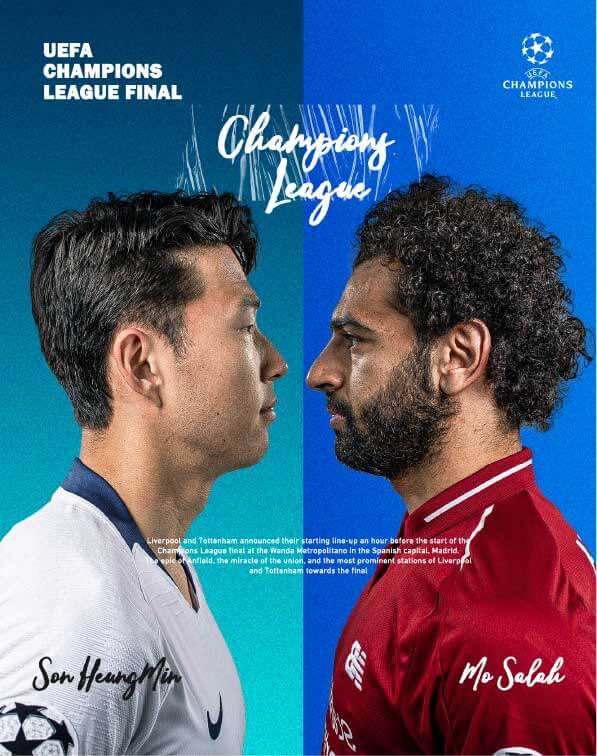 UEFA
CHAMPIONS
LEAGUE FINAL
UEFA
CHAMPIONS
LEAGUE
Champions
League
Liverpool and Tottenham announced their starting line-up an hour before the start of the
Champions League final at the Wanda Metropolitano in the Spanish capital, Madrid.
The epic of Anfield, the miracle of the union, and the most prominent stations of Liverpool
and Tottenham towards the final
Son HeungMin
Mo Salah